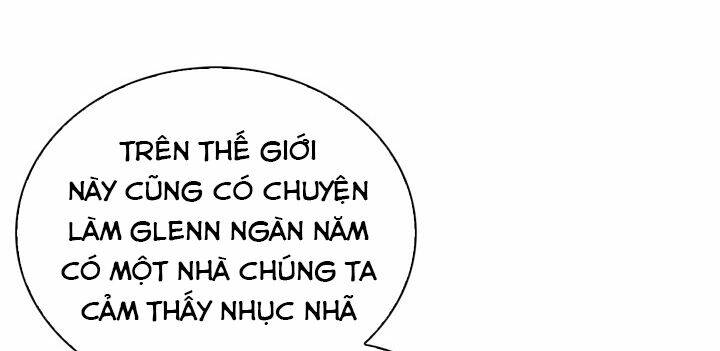 TRÊN THẾ GIỚI
NÀY CŨNG CÓ CHUYỆN
LÀM GLENN NGÀN NĂM
CÓ MỘT NHÀ CHÚNG TA
CẢM THẤY NHỤC NHÃ